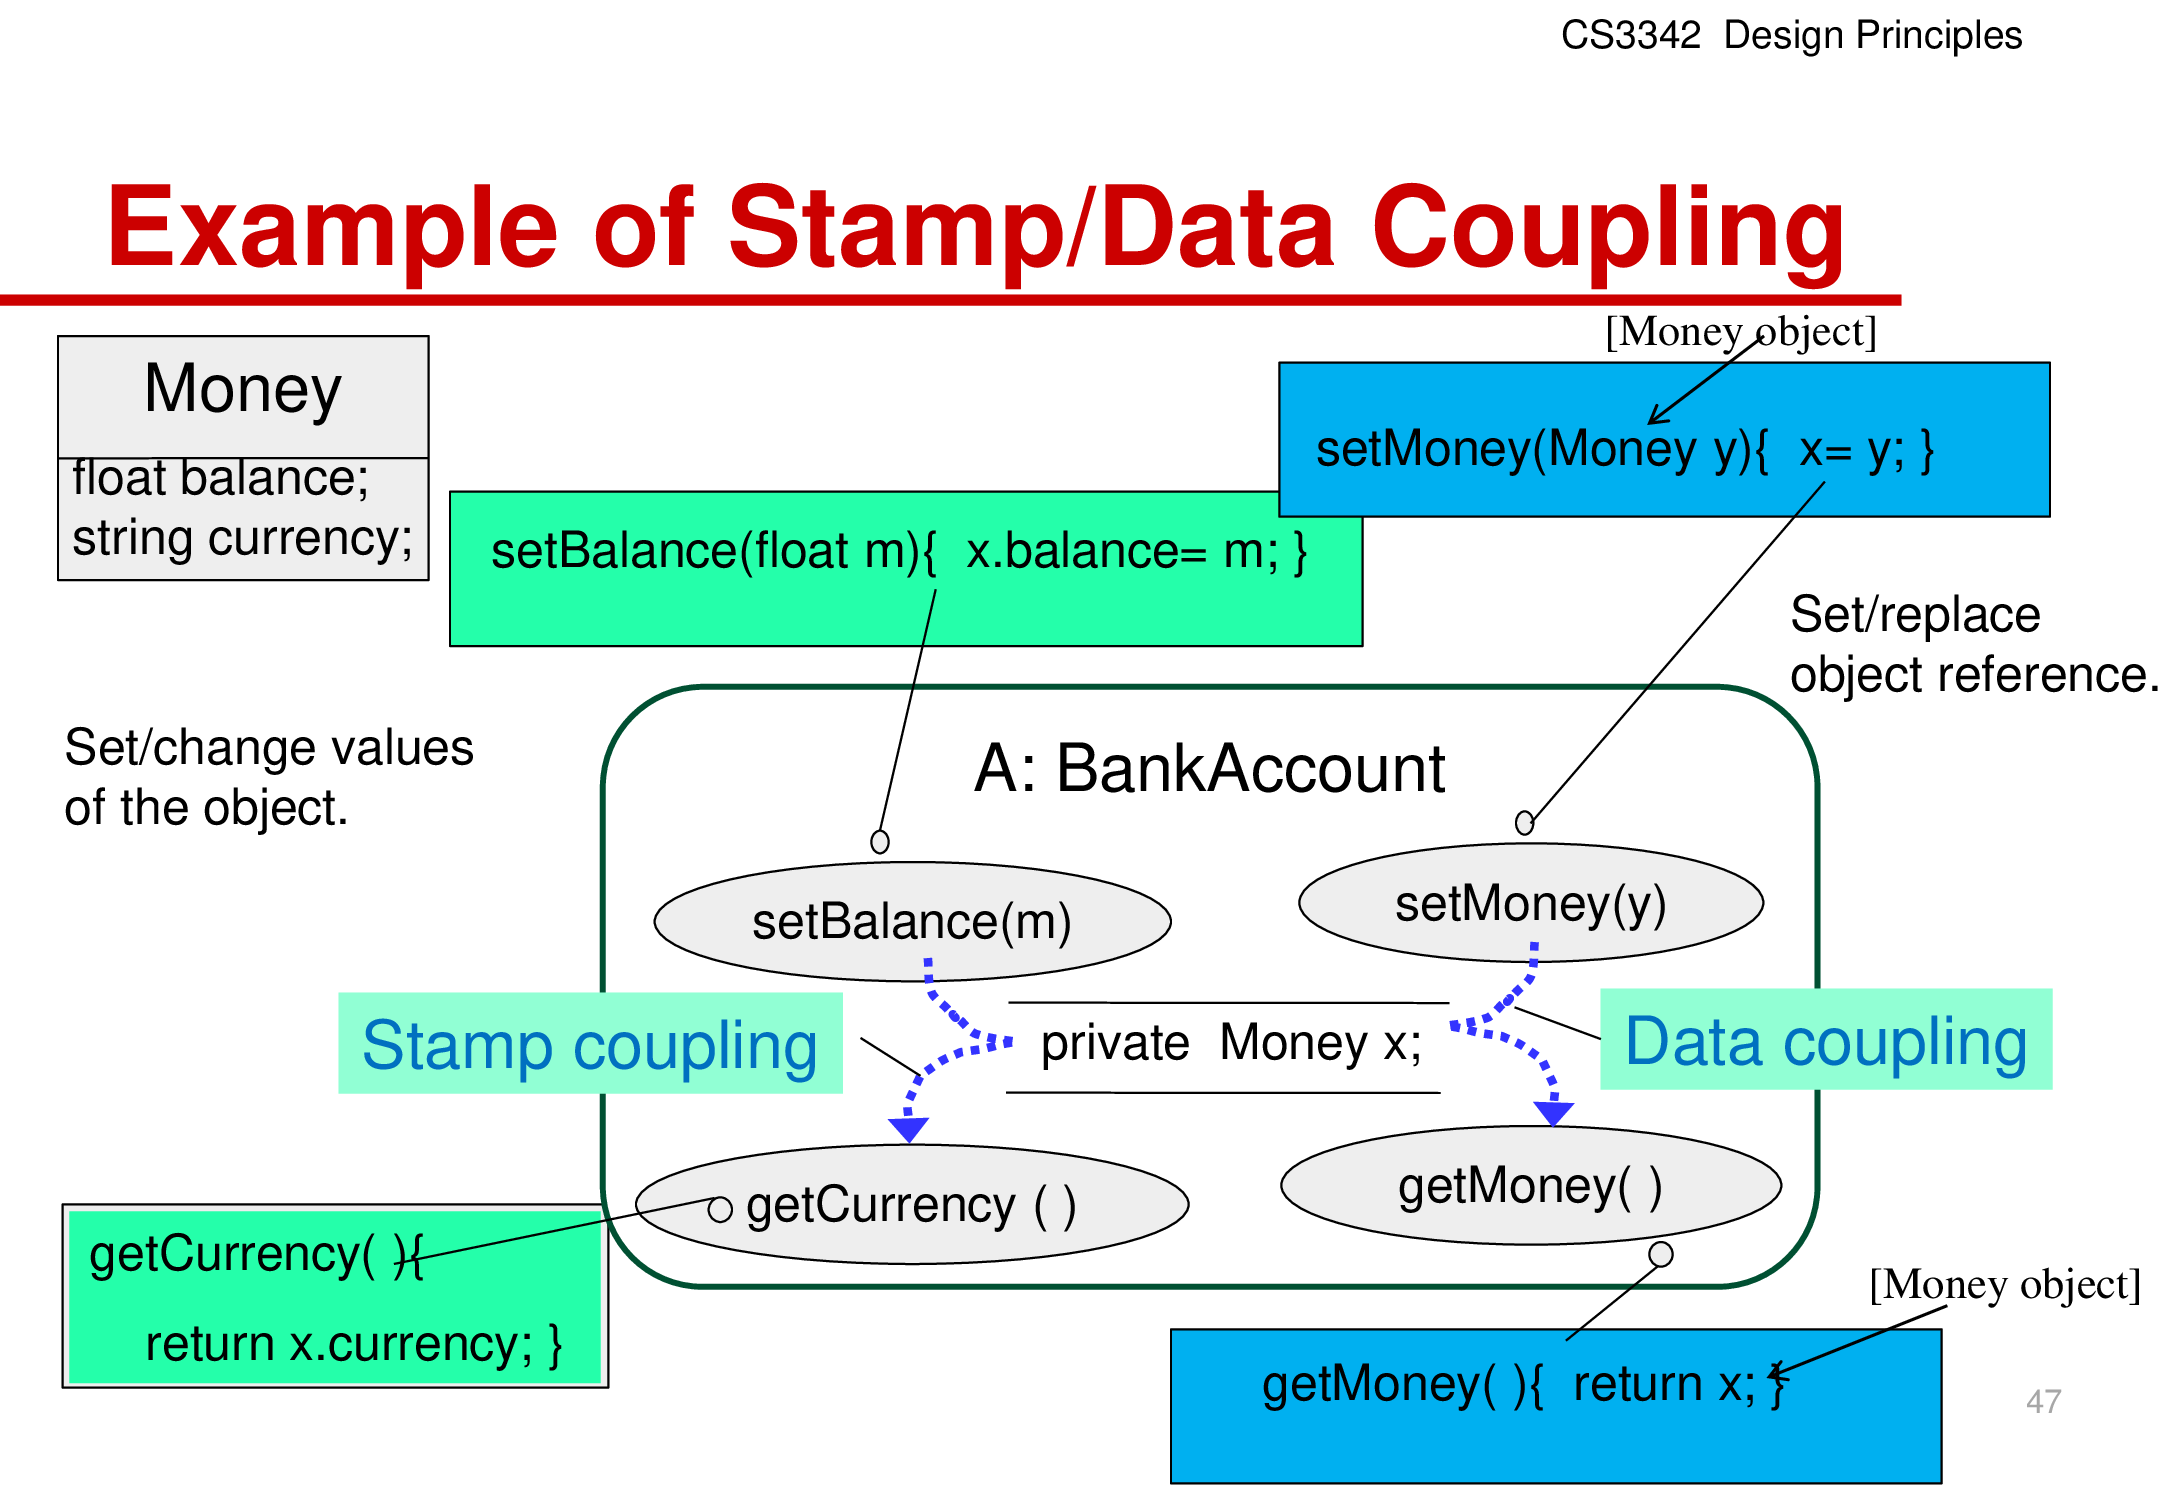 CS3342  Design Principles
Example of Stamp/Data Coupling
[Money object]
Money
float balance;
string currency;
setMoney(Money y){  x= y; }
setBalance(float m){  x.balance= m; }
Set/replace
object reference.
Set/change values
of the object.
A: BankAccount
setBalance(m)
setMoney(y)
Stamp coupling
private  Money x;
Data coupling
getCurrency ( )
getMoney( )
getCurrency( ){
return x.currency; }
[Money object]
getMoney( ){  return x; }
47